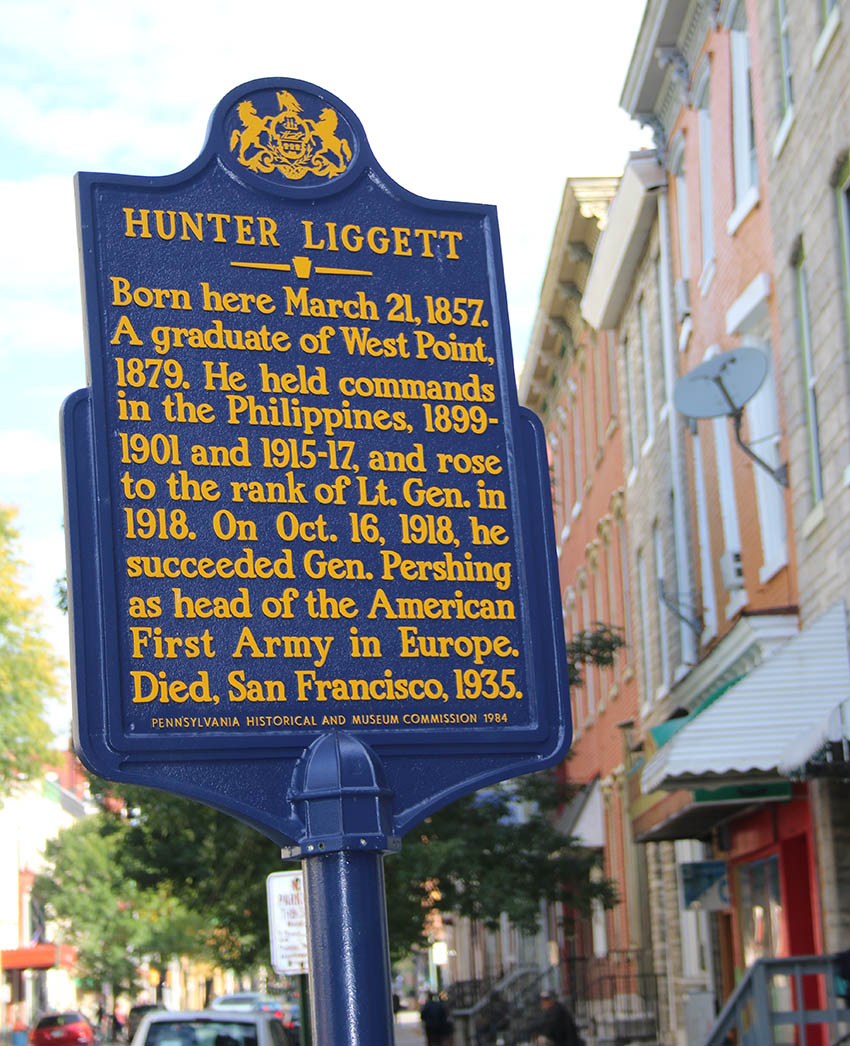 HUNTER LIGGETT
Born here March 21, 1857.
A graduate of West Point,
1879. He held commands
in the Philippines, 1899-
1901 and 1915-17, and rose
to the rank of Lt. Gen. in
1918. On Oct. 16, 1918, he
succeeded Gen. Pershing
as head of the American
First Army in Europe.
Died, San Francisco, 1935.
PENNSYLVANIA HISTORICAL AND MUSEUM COMMISSION 1984